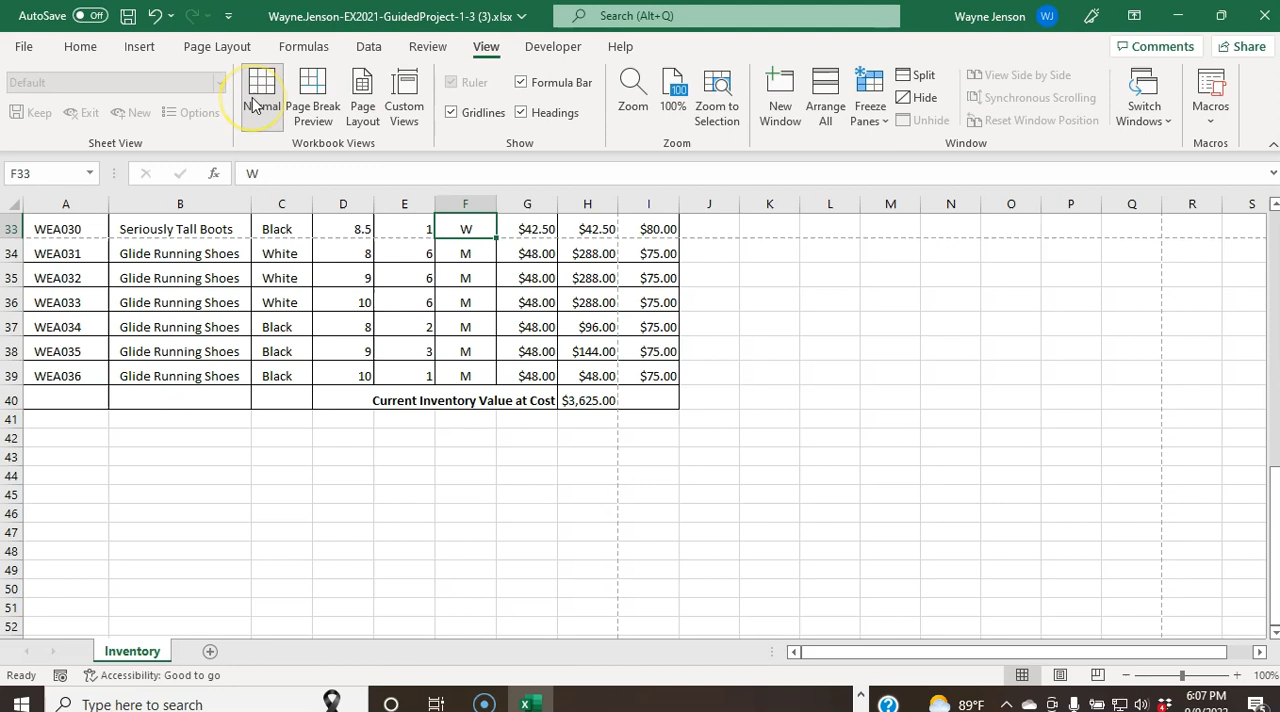 AutoSave Off WayneJenson-EX2021-GuidedProject-1-3 (3).xlsx Search (Alt+Q) Wayne Jenson WJ
File Home Insert Page Layout Formulas Data Review View Developer Help Comments Share
Default
Keep Exit New Options
Normal
Page Break Preview
Page Layout
Custom Views
Ruler Formula Bar
Gridlines Headings
Zoom
100 100%
Zoom to Selection
New Window
Arrange All
Freeze Panes
Split
Hide
Unhide
View Side by Side
Synchronous Scrolling
Reset Window Position
Switch Windows
Macros
Sheet View Workbook Views Show Zoom Window Macros
F33 fx W
A B C D E F G H I J K L M N O P Q R S
33 WEA030 Seriously Tall Boots Black 8.5 1 W $42.50 $42.50 $80.00
34 WEA031 Glide Running Shoes White 8 6 M $48.00 $288.00 $75.00
35 WEA032 Glide Running Shoes White 9 6 M $48.00 $288.00 $75.00
36 WEA033 Glide Running Shoes White 10 6 M $48.00 $288.00 $75.00
37 WEA034 Glide Running Shoes Black 8 2 M $48.00 $96.00 $75.00
38 WEA035 Glide Running Shoes Black 9 3 M $48.00 $144.00 $75.00
39 WEA036 Glide Running Shoes Black 10 1 M $48.00 $48.00 $75.00
40 Current Inventory Value at Cost $3,625.00
41
42
43
44
45
46
47
48
49
50
51
52
Inventory
Ready Accessibility: Good to go 100%
Type here to search 89°F 6:07 PM